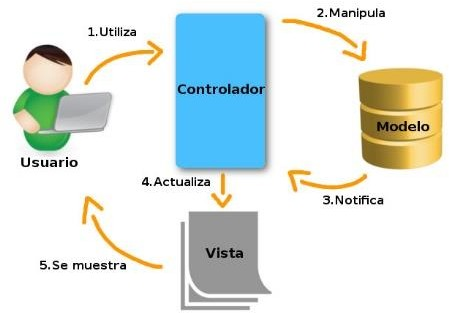 1.Utiliza
2.Manipula
Controlador
Modelo
Usuario
3.Notifica
4.Actualiza
Vista
5.Se muestra